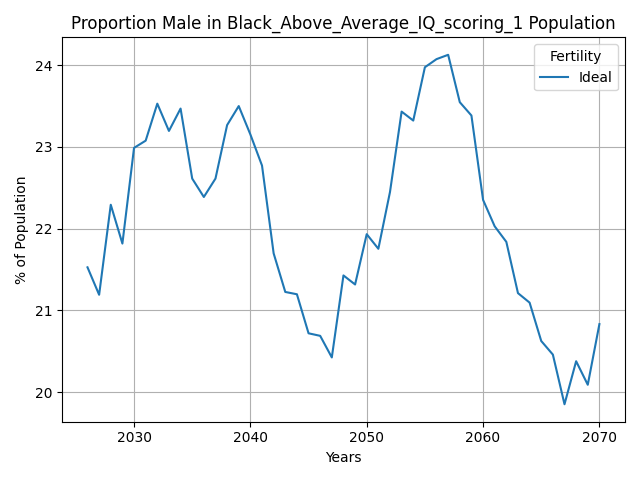 Proportion Male in Black_Above_Average_IQ_scoring_1 Population
Fertility
Ideal
% of Population
24
23
22
21
20
2030 2040 2050 2060 2070
Years